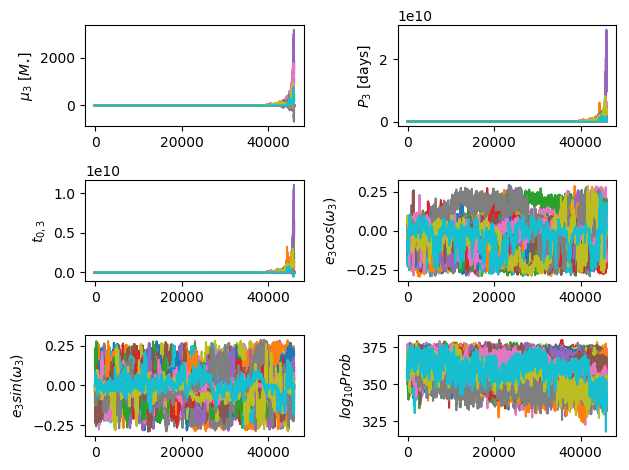 1e10
2000
0
μ₃ [M⋆]
0 20000 40000
2
0
P₃ [days]
0 20000 40000
1e10
1.0
0.5
0.0
t₀,₃
0 20000 40000
0.25
0.00
−0.25
e₃cos(ω₃)
0 20000 40000
0.25
0.00
−0.25
e₃sin(ω₃)
0 20000 40000
375
350
325
log₁₀Prob
0 20000 40000